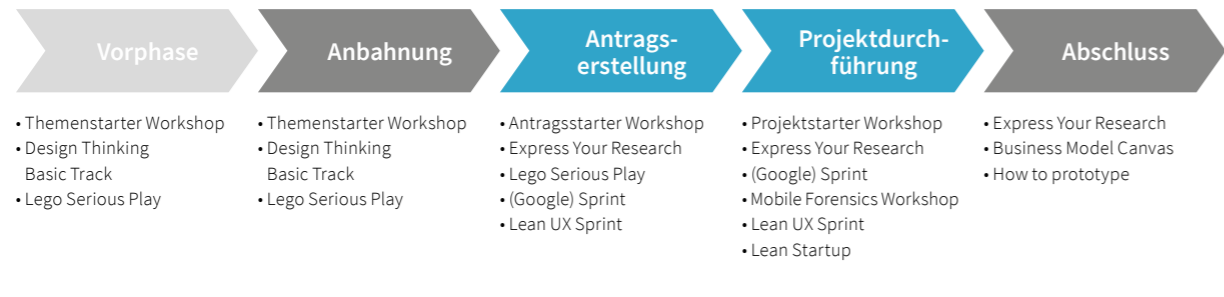 Vorphase
• Themenstarter Workshop
• Design Thinking
Basic Track
• Lego Serious Play
Anbahnung
• Themenstarter Workshop
• Design Thinking
Basic Track
• Lego Serious Play
Antrags-
erstellung
• Antragsstarter Workshop
• Express Your Research
• Lego Serious Play
• (Google) Sprint
• Lean UX Sprint
Projektdurch-
führung
• Projektstarter Workshop
• Express Your Research
• (Google) Sprint
• Mobile Forensics Workshop
• Lean UX Sprint
• Lean Startup
Abschluss
• Express Your Research
• Business Model Canvas
• How to prototype